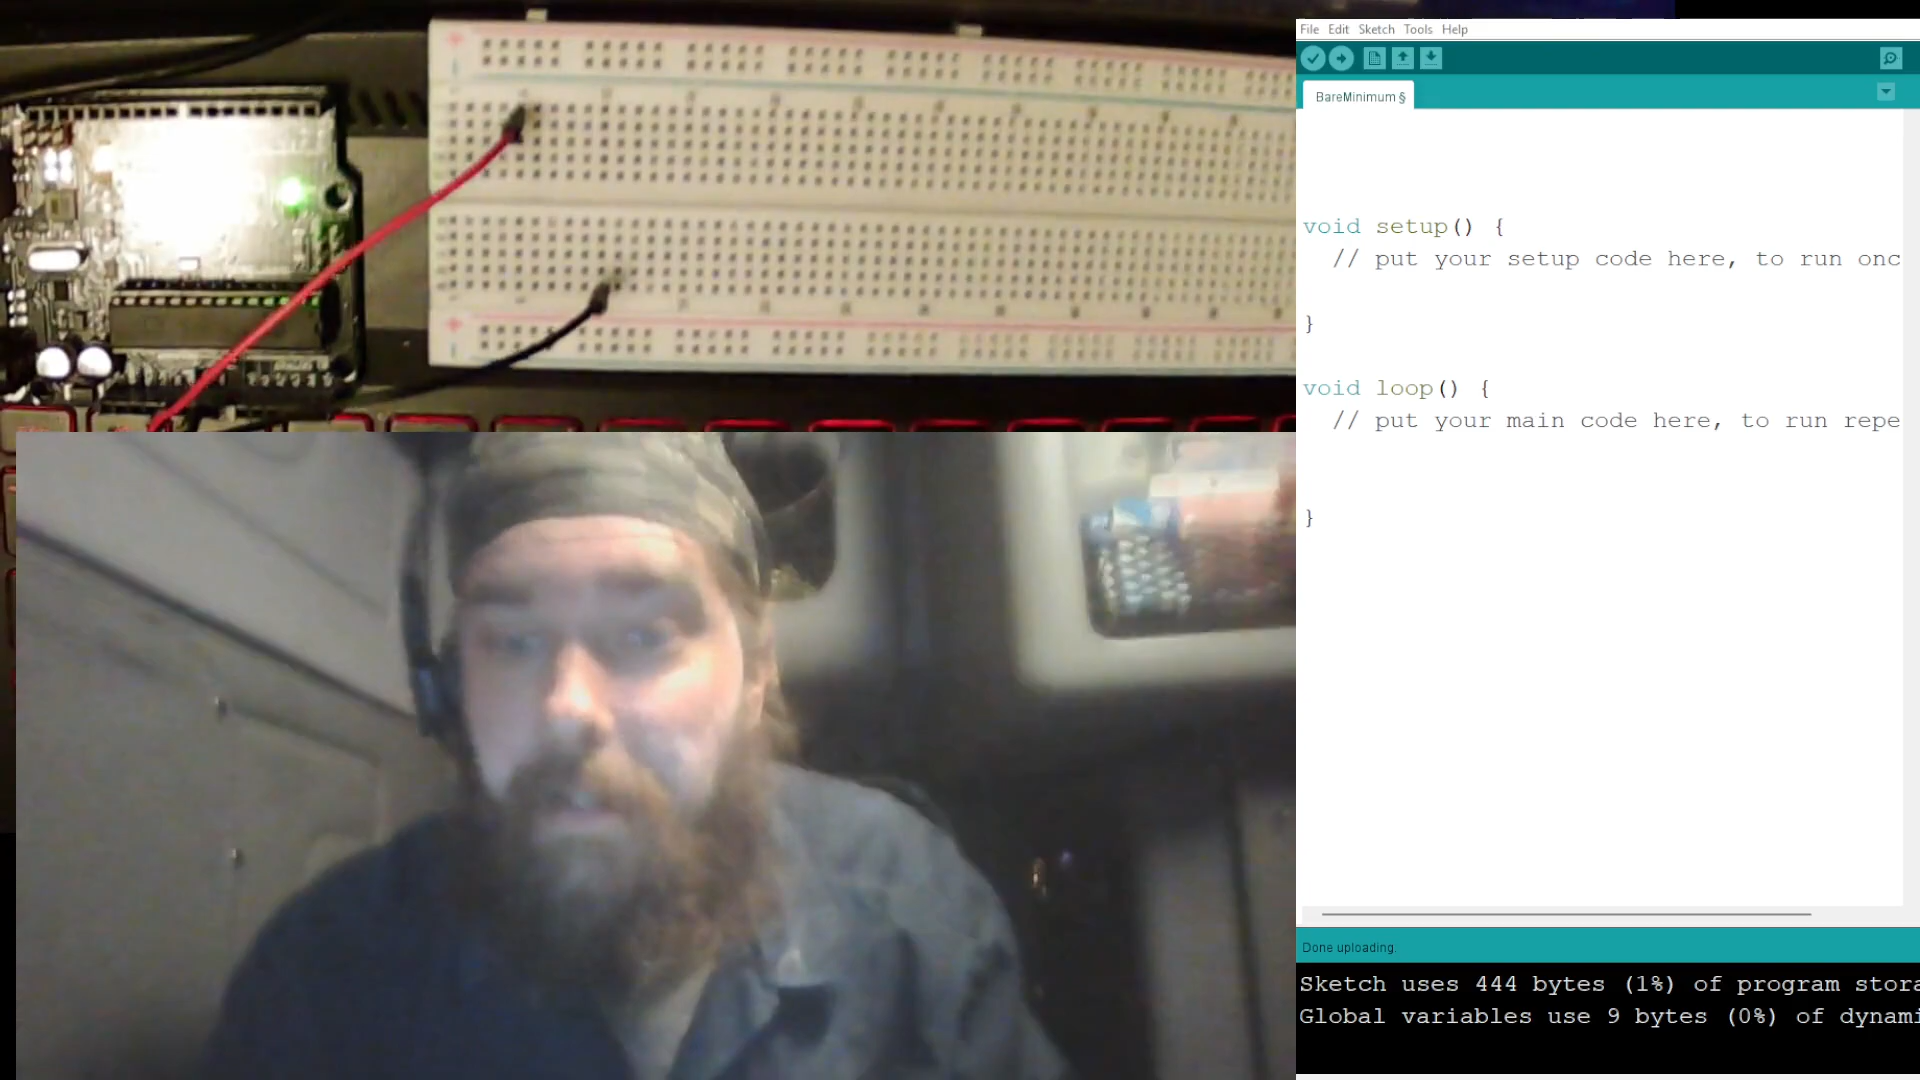 File Edit Sketch Tools Help
BareMinimum §
void setup() {
// put your setup code here, to run onc
}
void loop() {
// put your main code here, to run repe
}
Done uploading.
Sketch uses 444 bytes (1%) of program stora
Global variables use 9 bytes (0%) of dynami